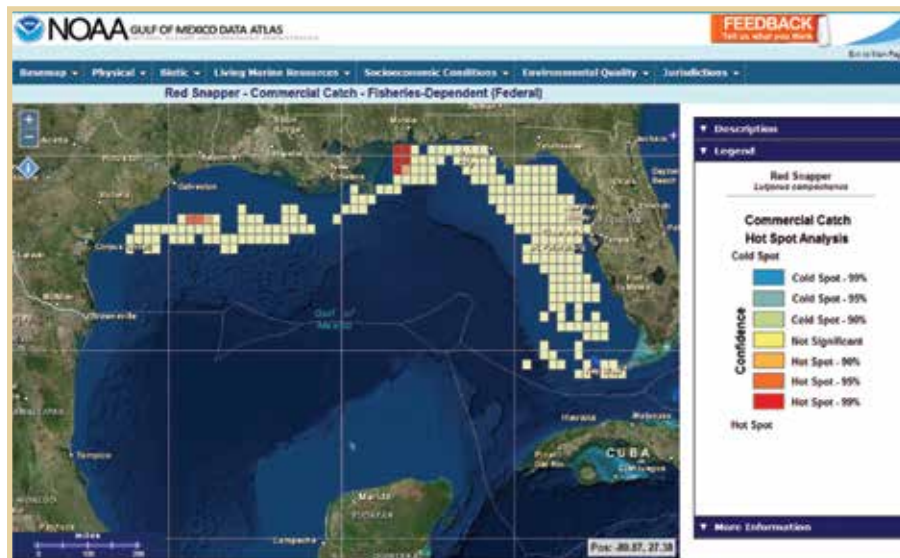 NOAA GULF OF MEXICO DATA ATLAS
FEEDBACK
Tell us what you think
Basemap Physical Biotic Living Marine Resources Socioeconomic Conditions Environmental Quality Jurisdictions
Red Snapper - Commercial Catch - Fisheries-Dependent (Federal)
Description
Legend
Red Snapper
Lutjanus campechanus
Commercial Catch
Hot Spot Analysis
Cold Spot
Confidence
Cold Spot - 99%
Cold Spot - 95%
Cold Spot - 90%
Not Significant
Hot Spot - 90%
Hot Spot - 95%
Hot Spot - 99%
Hot Spot
More Information
Mobile
Tallahassee
Galveston
Brownsville
Gulf of
Mexico
Tampico
Havana
CUBA
Merida
Campeche
miles
0 100 200
Pos: -89.87, 27.38